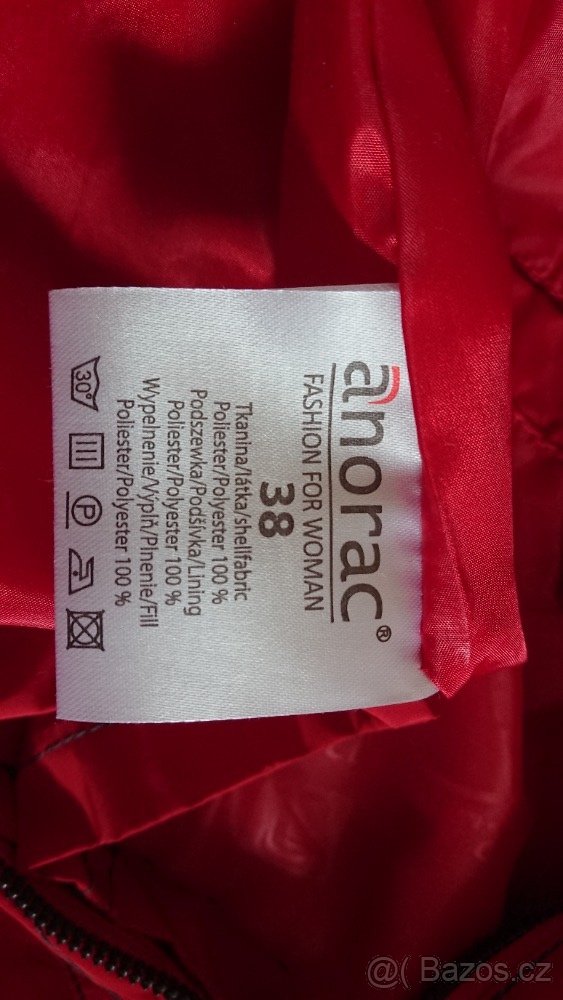 anorac®
FASHION FOR WOMAN
38
Tkanina/látka/shellfabric
Poliester/Polyester 100 %
Podszewka/Podšívka/Lining
Poliester/Polyester 100 %
Wypełnenie/Výplň/Plnenie/Fill
Poliester/Polyester 100 %
30°
P
@( Bazos.cz